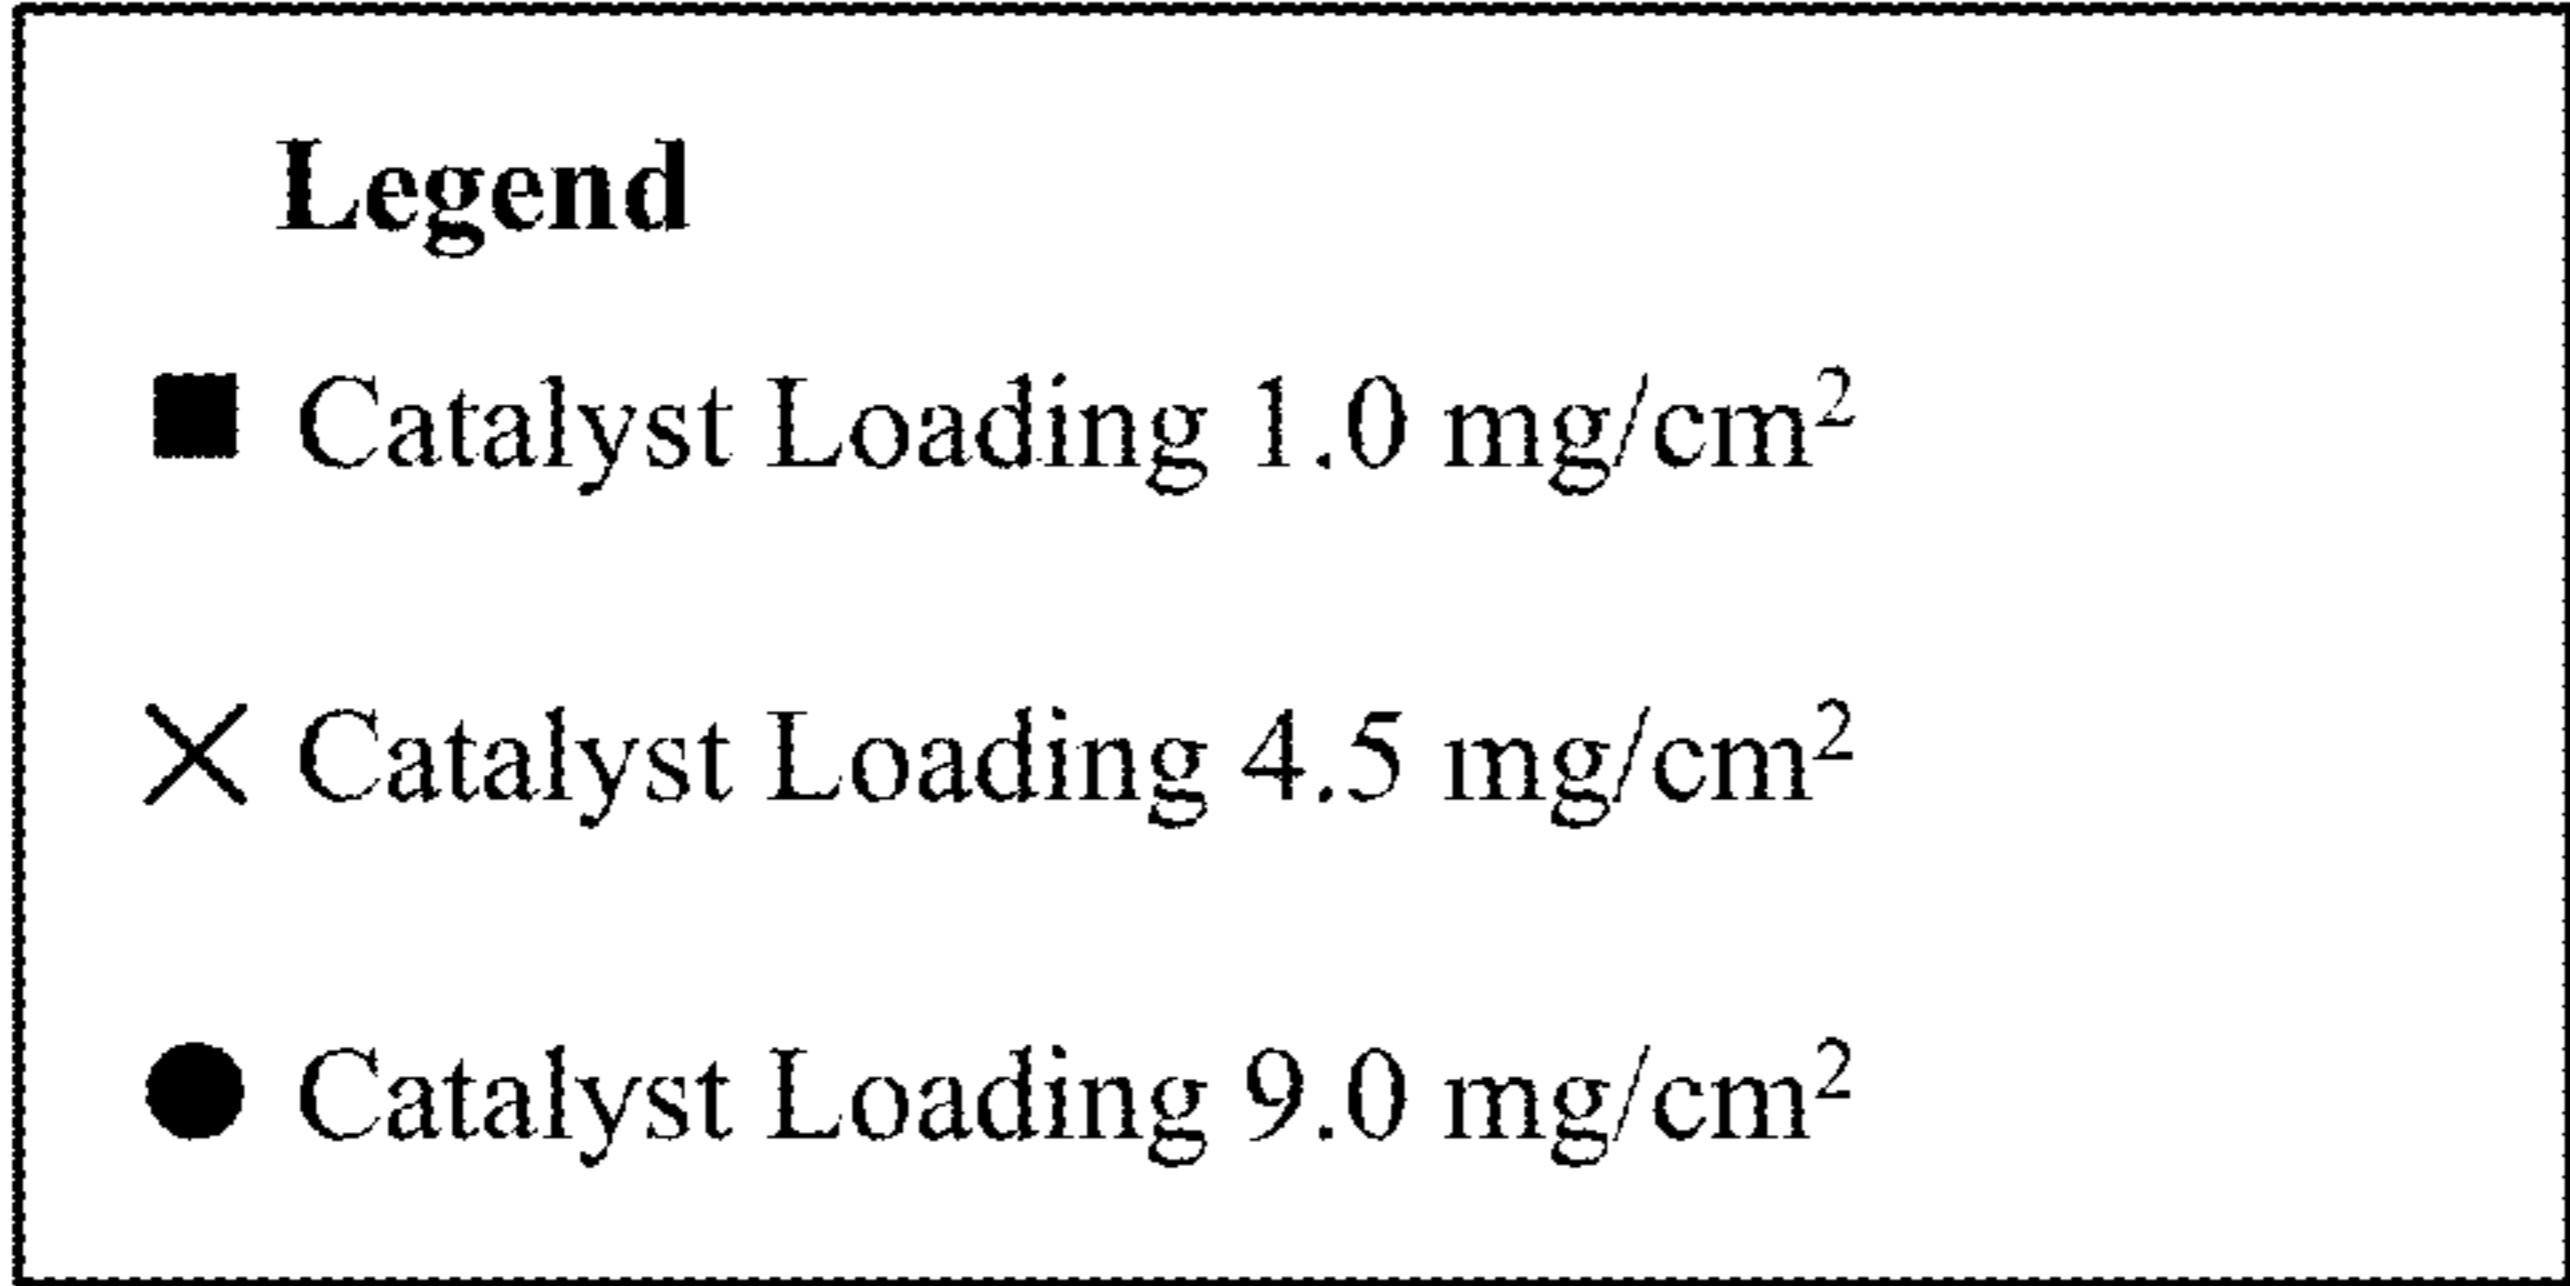 Legend
Catalyst Loading 1.0 mg/cm²
Catalyst Loading 4.5 mg/cm²
Catalyst Loading 9.0 mg/cm²